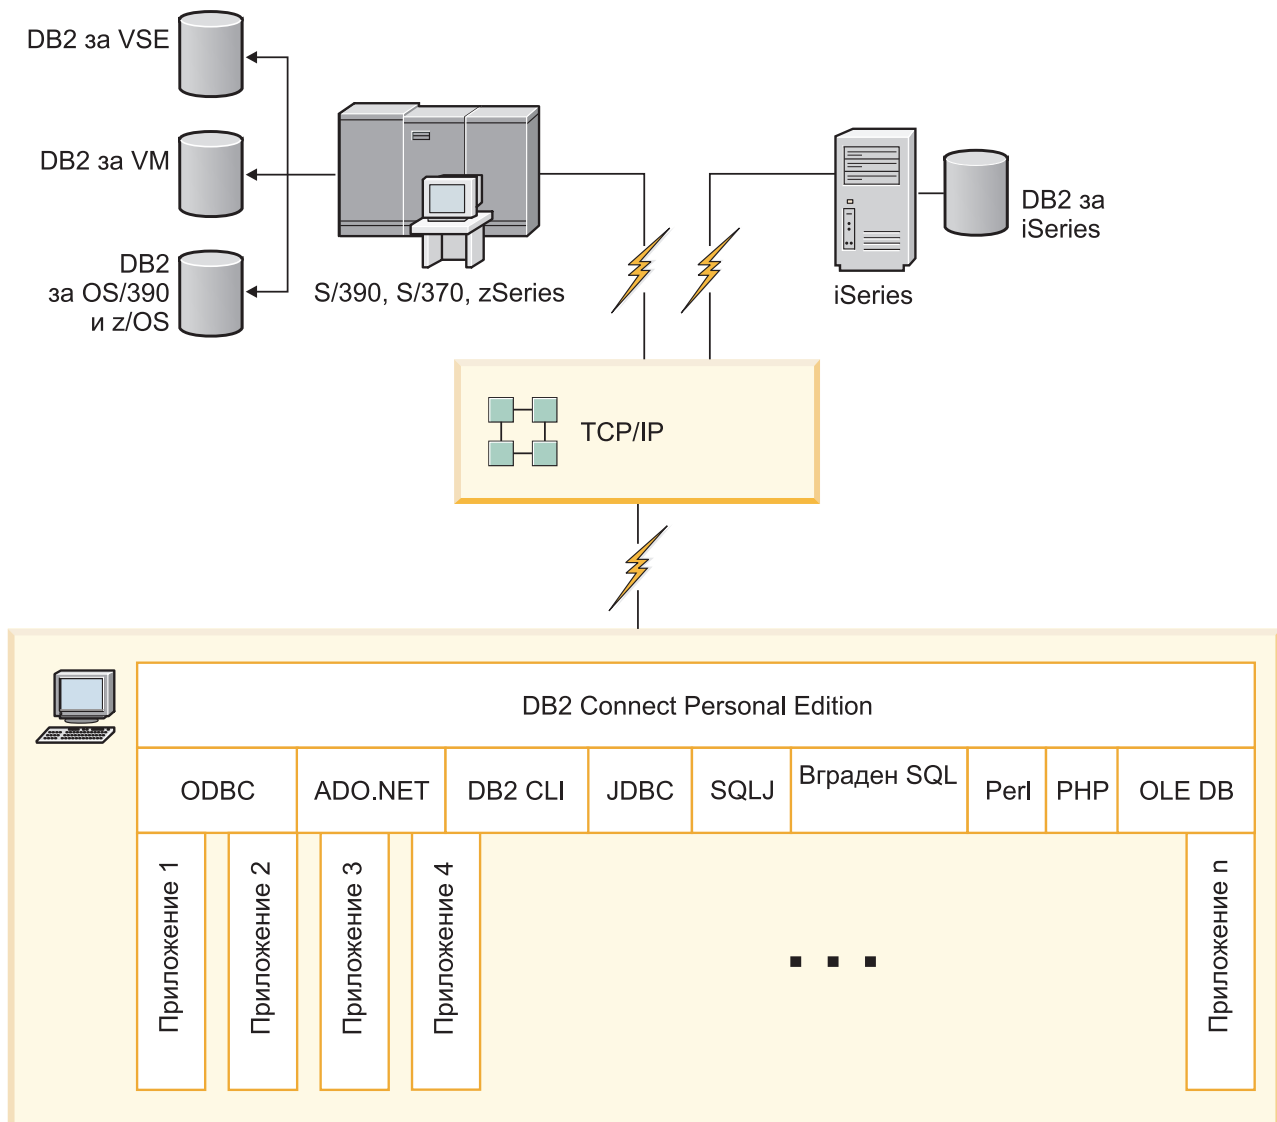 DB2 за VSE
DB2 за VM
DB2
за OS/390
и z/OS
S/390, S/370, zSeries
DB2 за
iSeries
iSeries
TCP/IP
DB2 Connect Personal Edition
ODBC
ADO.NET
DB2 CLI
JDBC
SQLJ
Вграден SQL
Perl
PHP
OLE DB
Приложение 1
Приложение 2
Приложение 3
Приложение 4
Приложение n